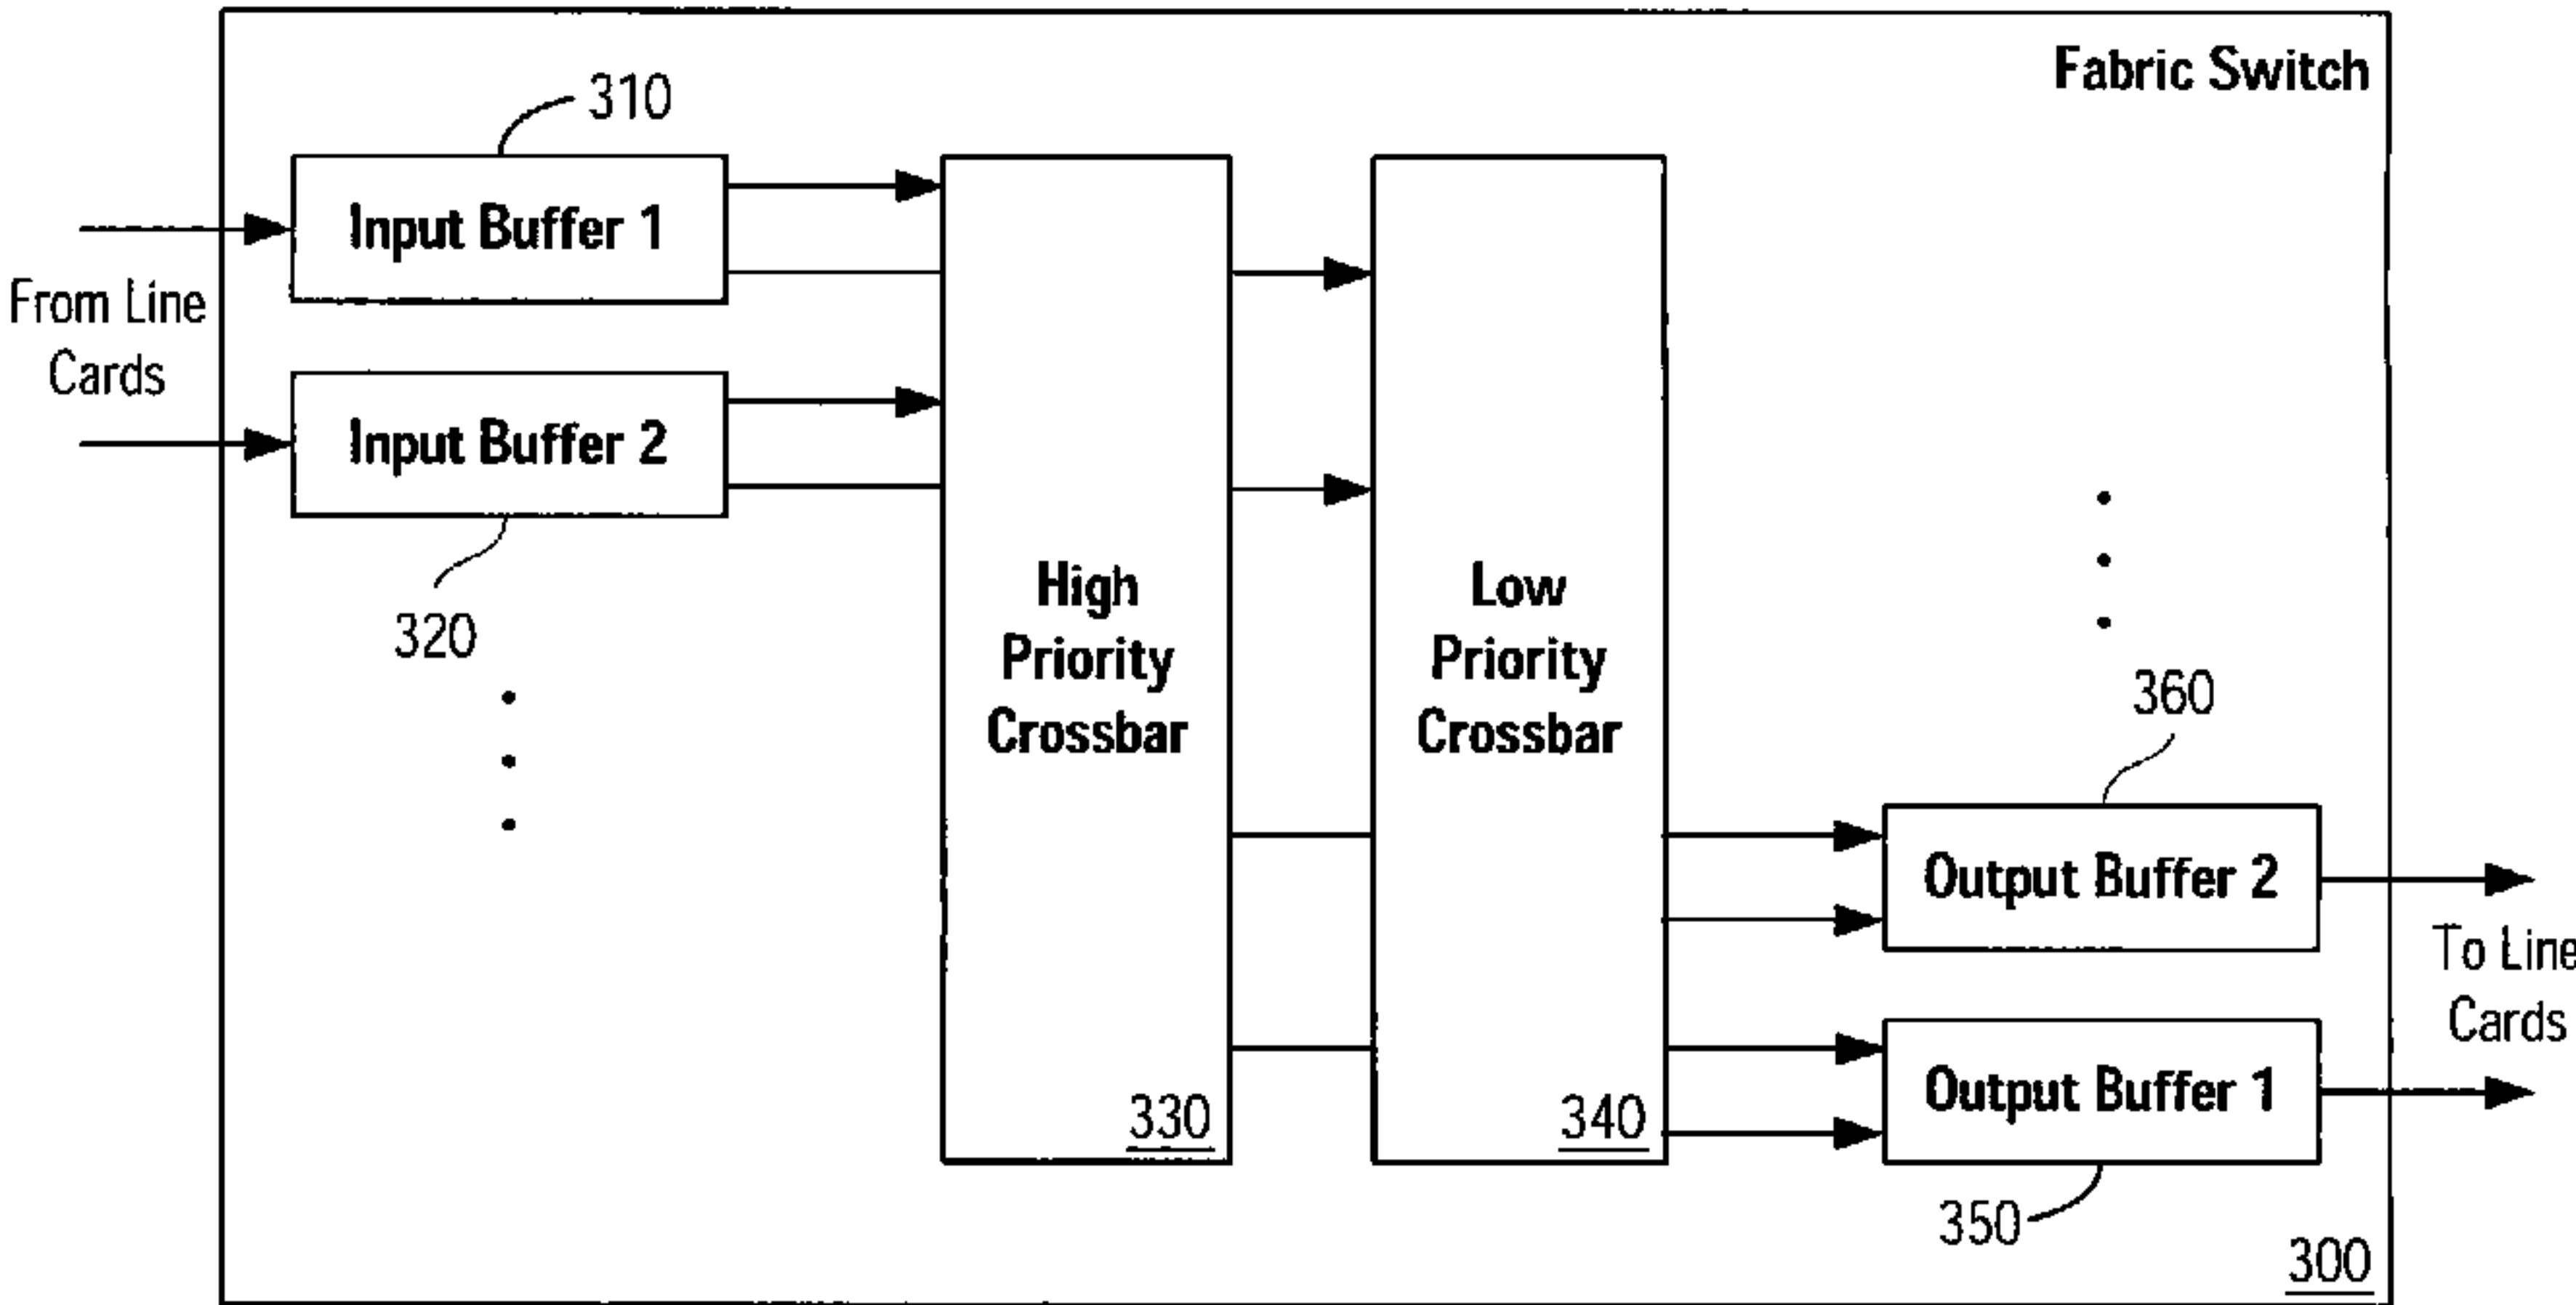 Fabric Switch
310
Input Buffer 1
From Line
Cards
Input Buffer 2
320
High
Priority
Crossbar
330
Low
Priority
Crossbar
340
360
Output Buffer 2
To Line
Cards
Output Buffer 1
350
300